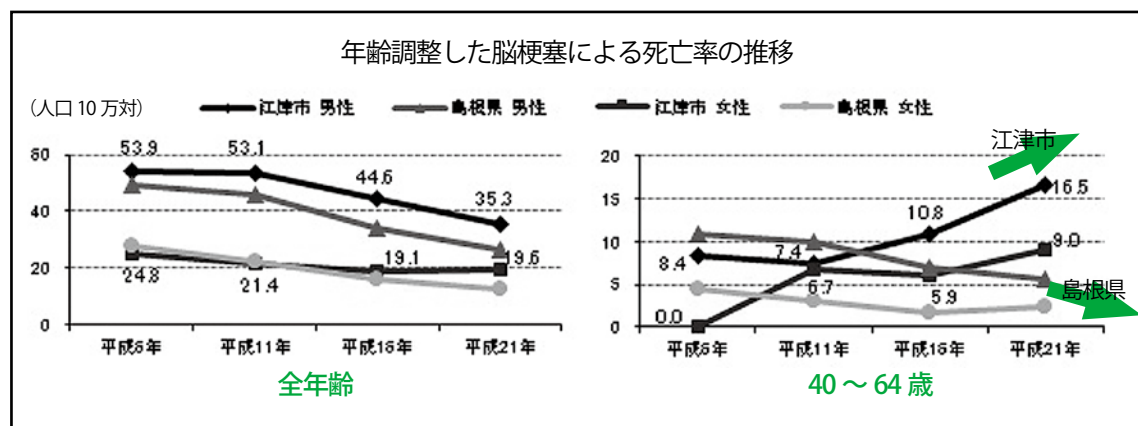 年齢調整した脳梗塞による死亡率の推移
（人口 10 万対）
江津市 男性
島根県 男性
江津市 女性
島根県 女性
60
40
20
0
53.9
53.1
44.6
35.3
24.8
21.4
19.1
19.6
平成6年
平成11年
平成16年
平成21年
全年齢
20
15
10
5
0
江津市
島根県
8.4
7.4
10.8
16.5
0.0
6.7
5.9
9.0
平成6年
平成11年
平成16年
平成21年
40 ～ 64 歳